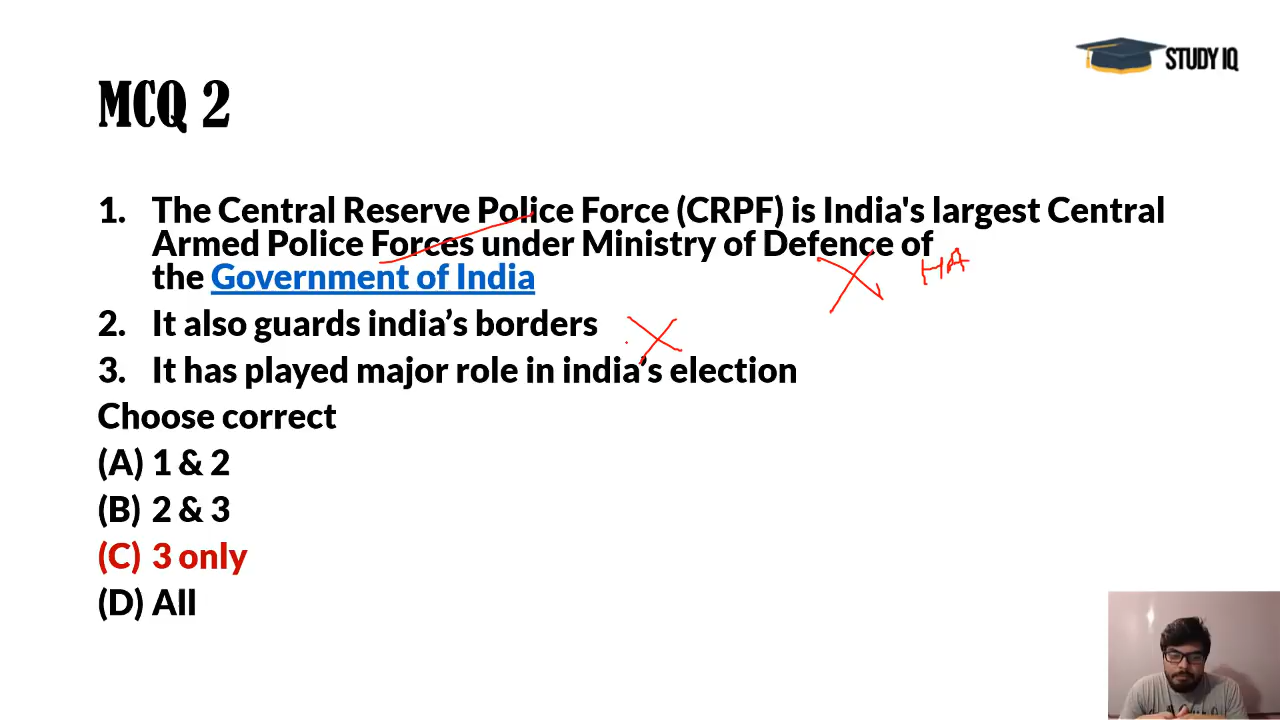 STUDY IQ
MCQ 2
1. The Central Reserve Police Force (CRPF) is India's largest Central
Armed Police Forces under Ministry of Defence of
the Government of India
HA
2. It also guards india’s borders
3. It has played major role in india’s election
Choose correct
(A) 1 & 2
(B) 2 & 3
(C) 3 only
(D) All